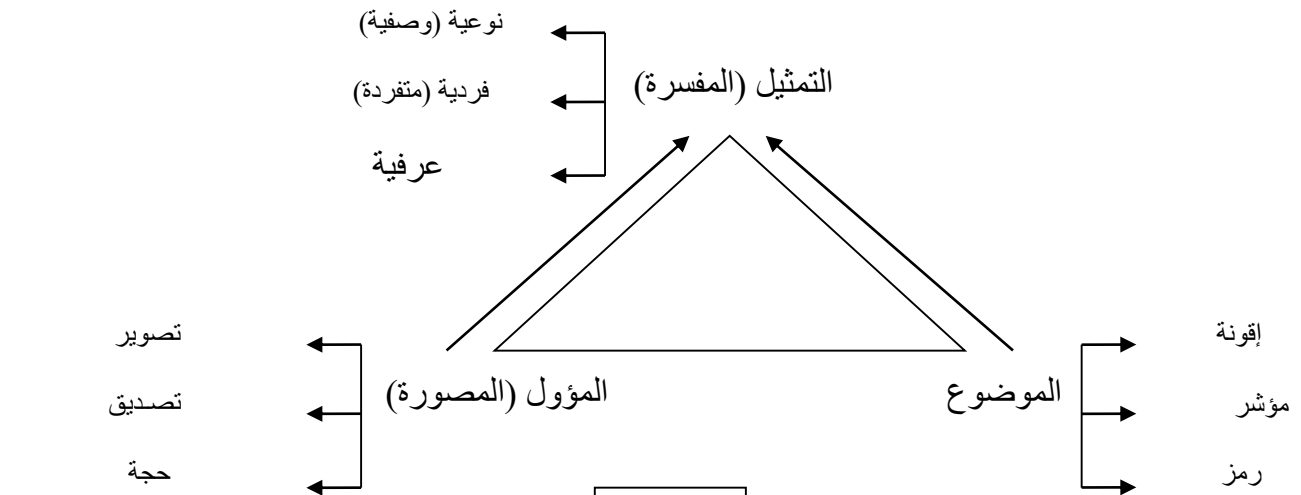 نوعية (وصفية)
التمثيل (المفسرة)
فردية (متفردة)
عرفية
إقونة
تصوير
الموضوع
المؤول (المصورة)
مؤشر
تصديق
رمز
حجة